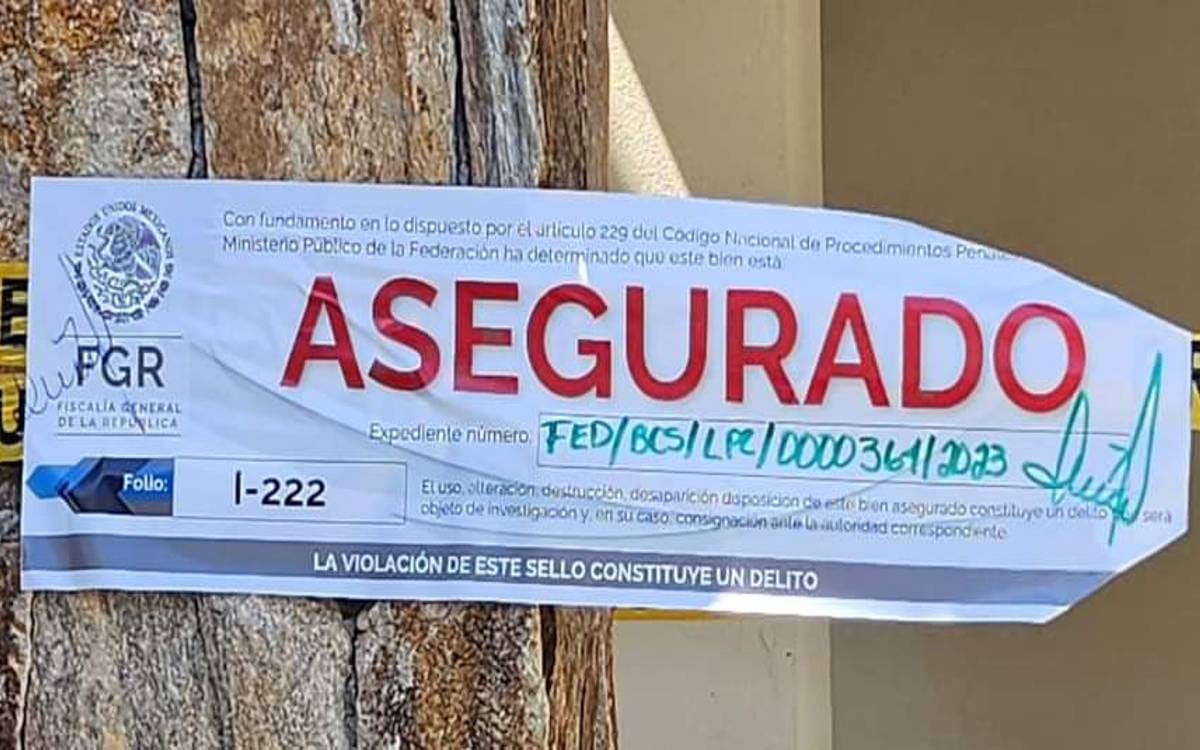 ESTADOS UNIDOS MEXICANOS
FGR
FISCALÍA GENERAL
DE LA REPÚBLICA
Con fundamento en lo dispuesto por el artículo 229 del Código Nacional de Procedimientos
Ministerio Público de la Federación ha determinado que este bien está
ASEGURADO
Expediente número: FED/BCS/LPZ/0000361/2023
Folio: I-222
El uso, alteración, destrucción, desaparición disposición de este bien asegurado constituye un delito será
objeto de investigación y, en su caso, consignación ante la autoridad correspondiente
LA VIOLACIÓN DE ESTE SELLO CONSTITUYE UN DELITO